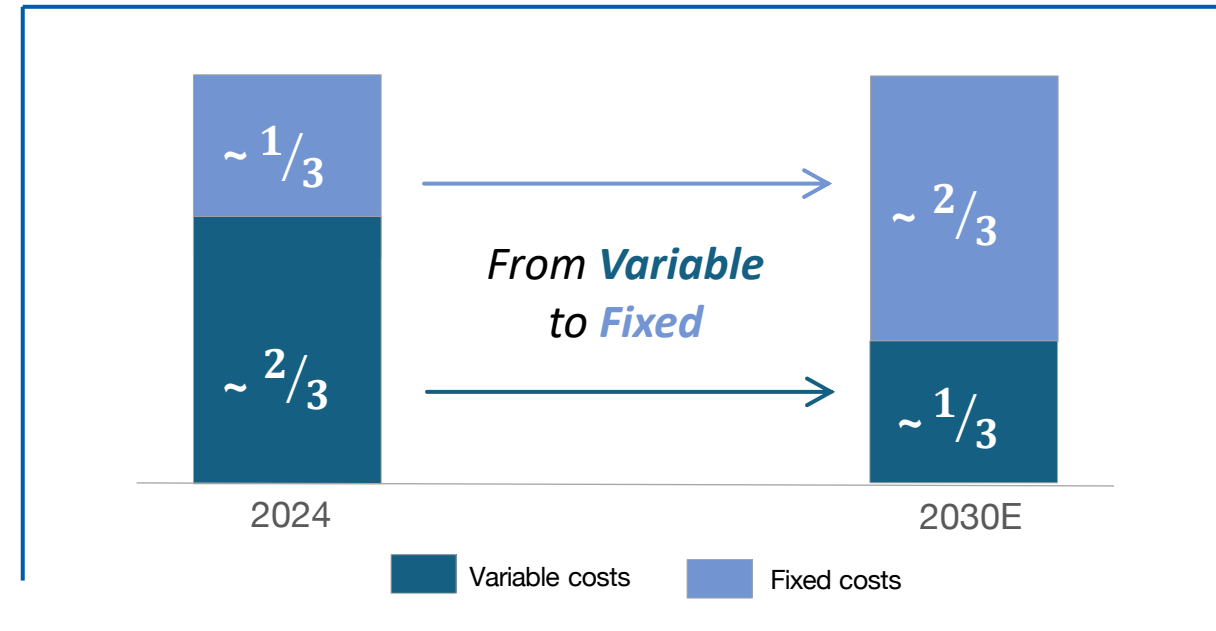 ~ 1/3
~ 2/3
From Variable
to Fixed
~ 2/3
~ 1/3
2024
2030E
Variable costs
Fixed costs